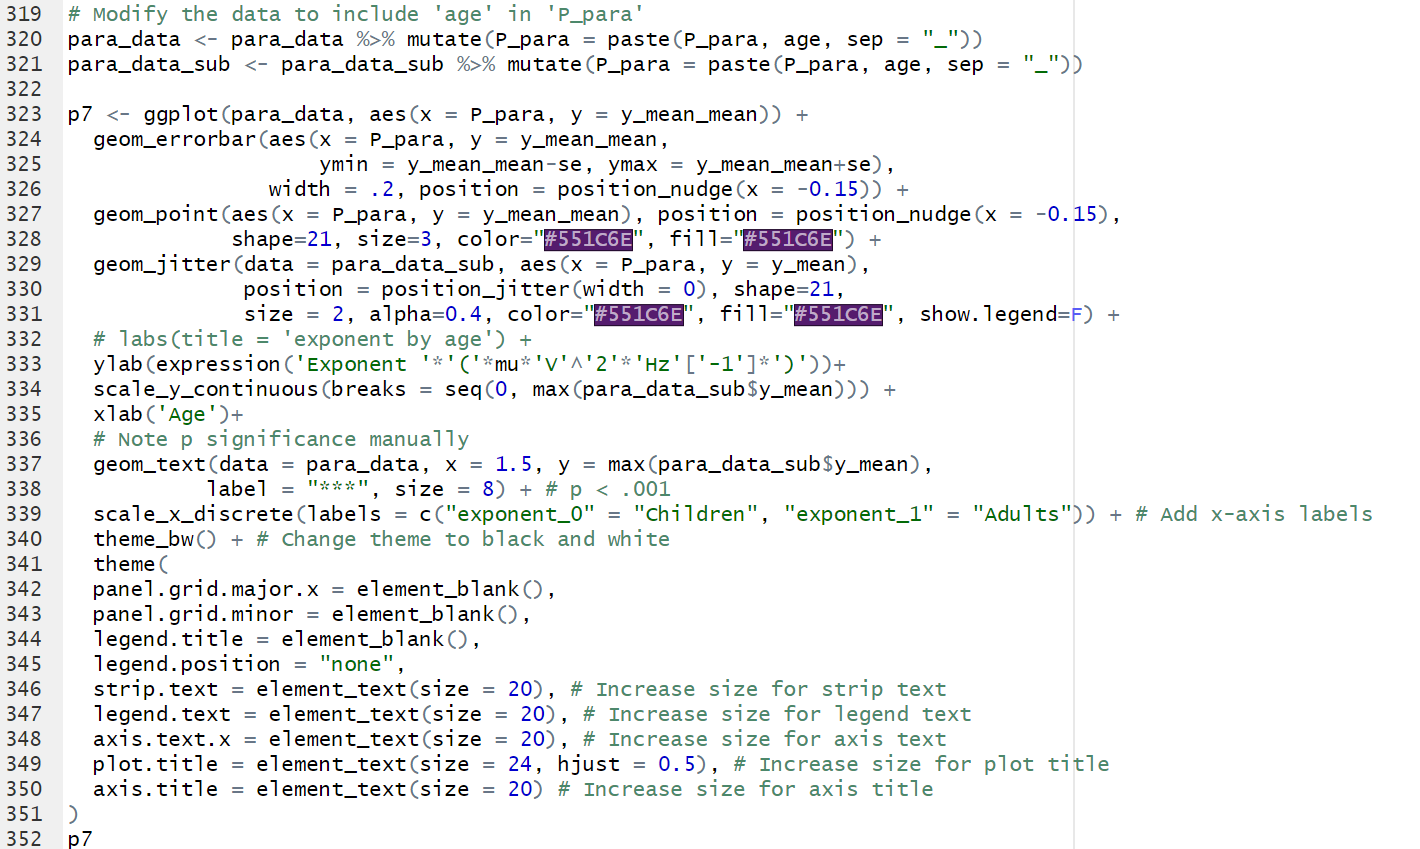 319 # Modify the data to include 'age' in 'P_para'
320 para_data <- para_data %>% mutate(P_para = paste(P_para, age, sep = "_"))
321 para_data_sub <- para_data_sub %>% mutate(P_para = paste(P_para, age, sep = "_"))
322
323 p7 <- ggplot(para_data, aes(x = P_para, y = y_mean_mean)) +
324   geom_errorbar(aes(x = P_para, y = y_mean_mean,
325                     ymin = y_mean_mean-se, ymax = y_mean_mean+se),
326                 width = .2, position = position_nudge(x = -0.15)) +
327   geom_point(aes(x = P_para, y = y_mean_mean), position = position_nudge(x = -0.15),
328              shape=21, size=3, color="#551C6E", fill="#551C6E") +
329   geom_jitter(data = para_data_sub, aes(x = P_para, y = y_mean),
330               position = position_jitter(width = 0), shape=21,
331               size = 2, alpha=0.4, color="#551C6E", fill="#551C6E", show.legend=F) +
332   # labs(title = 'exponent by age') +
333   ylab(expression('Exponent '*'('*mu*'V'^'2'*'Hz'['-1']*')'))+
334   scale_y_continuous(breaks = seq(0, max(para_data_sub$y_mean))) +
335   xlab('Age')+
336   # Note p significance manually
337   geom_text(data = para_data, x = 1.5, y = max(para_data_sub$y_mean),
338            label = "***", size = 8) + # p < .001
339   scale_x_discrete(labels = c("exponent_0" = "Children", "exponent_1" = "Adults")) + # Add x-axis labels
340   theme_bw() + # Change theme to black and white
341   theme(
342   panel.grid.major.x = element_blank(),
343   panel.grid.minor = element_blank(),
344   legend.title = element_blank(),
345   legend.position = "none",
346   strip.text = element_text(size = 20), # Increase size for strip text
347   legend.text = element_text(size = 20), # Increase size for legend text
348   axis.text.x = element_text(size = 20), # Increase size for axis text
349   plot.title = element_text(size = 24, hjust = 0.5), # Increase size for plot title
350   axis.title = element_text(size = 20) # Increase size for axis title
351 )
352 p7